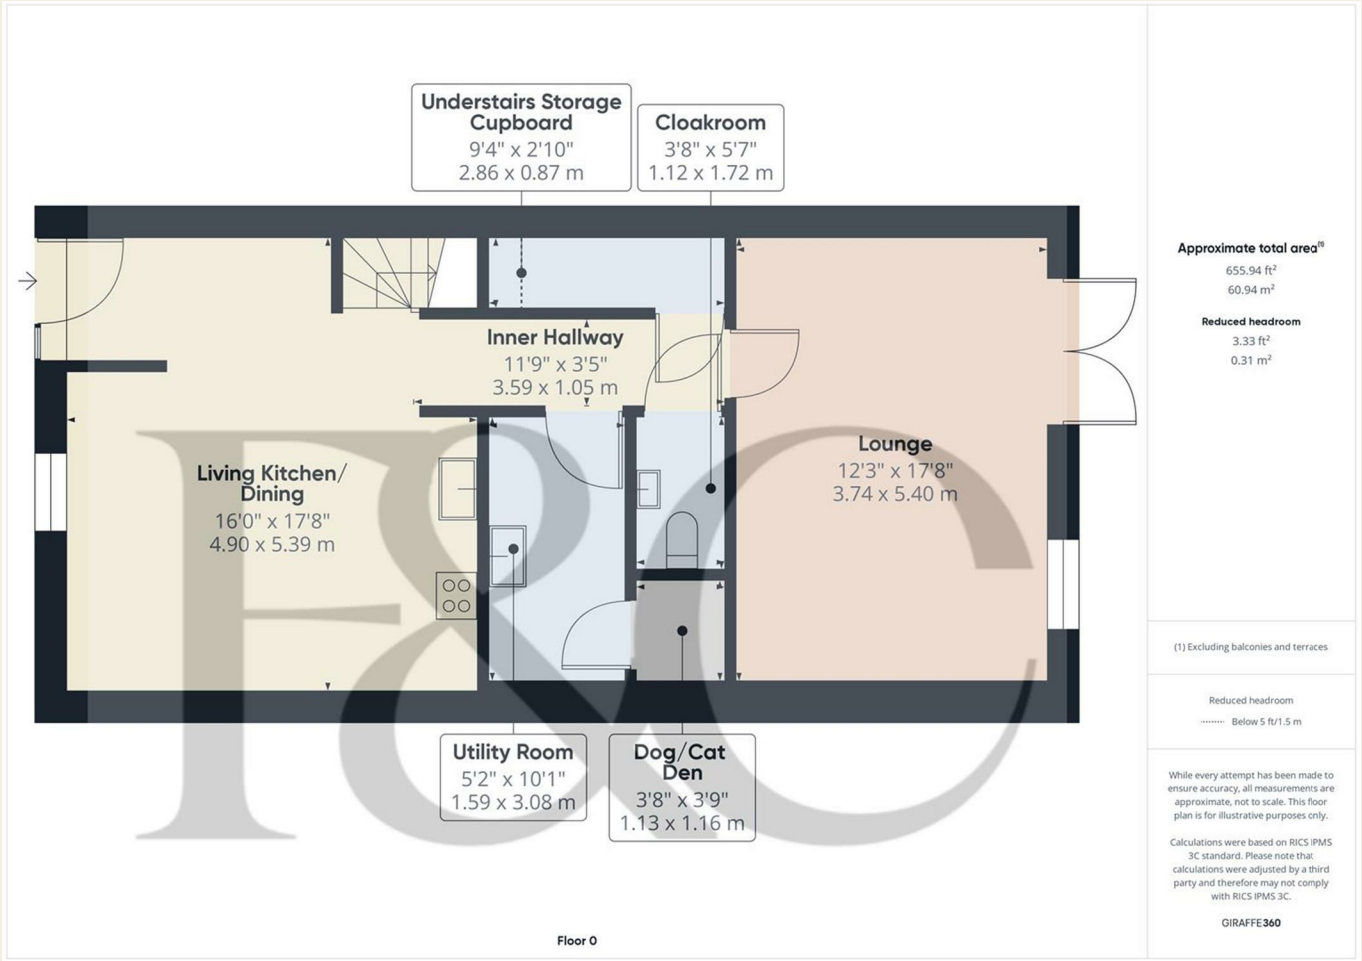 Understairs Storage
Cupboard
9'4" x 2'10"
2.86 x 0.87 m
Cloakroom
3'8" x 5'7"
1.12 x 1.72 m
Inner Hallway
11'9" x 3'5"
3.59 x 1.05 m
Living Kitchen/
Dining
16'0" x 17'8"
4.90 x 5.39 m
Lounge
12'3" x 17'8"
3.74 x 5.40 m
Utility Room
5'2" x 10'1"
1.59 x 3.08 m
Dog/Cat
Den
3'8" x 3'9"
1.13 x 1.16 m
F&C
Floor 0
Approximate total area(1)
655.94 ft²
60.94 m²
Reduced headroom
3.33 ft²
0.31 m²
(1) Excluding balconies and terraces
Reduced headroom
Below 5 ft/1.5 m
While every attempt has been made to
ensure accuracy, all measurements are
approximate, not to scale. This floor
plan is for illustrative purposes only.
Calculations were based on RICS IPMS
3C standard. Please note that
calculations were adjusted by a third
party and therefore may not comply
with RICS IPMS 3C.
GIRAFFE360